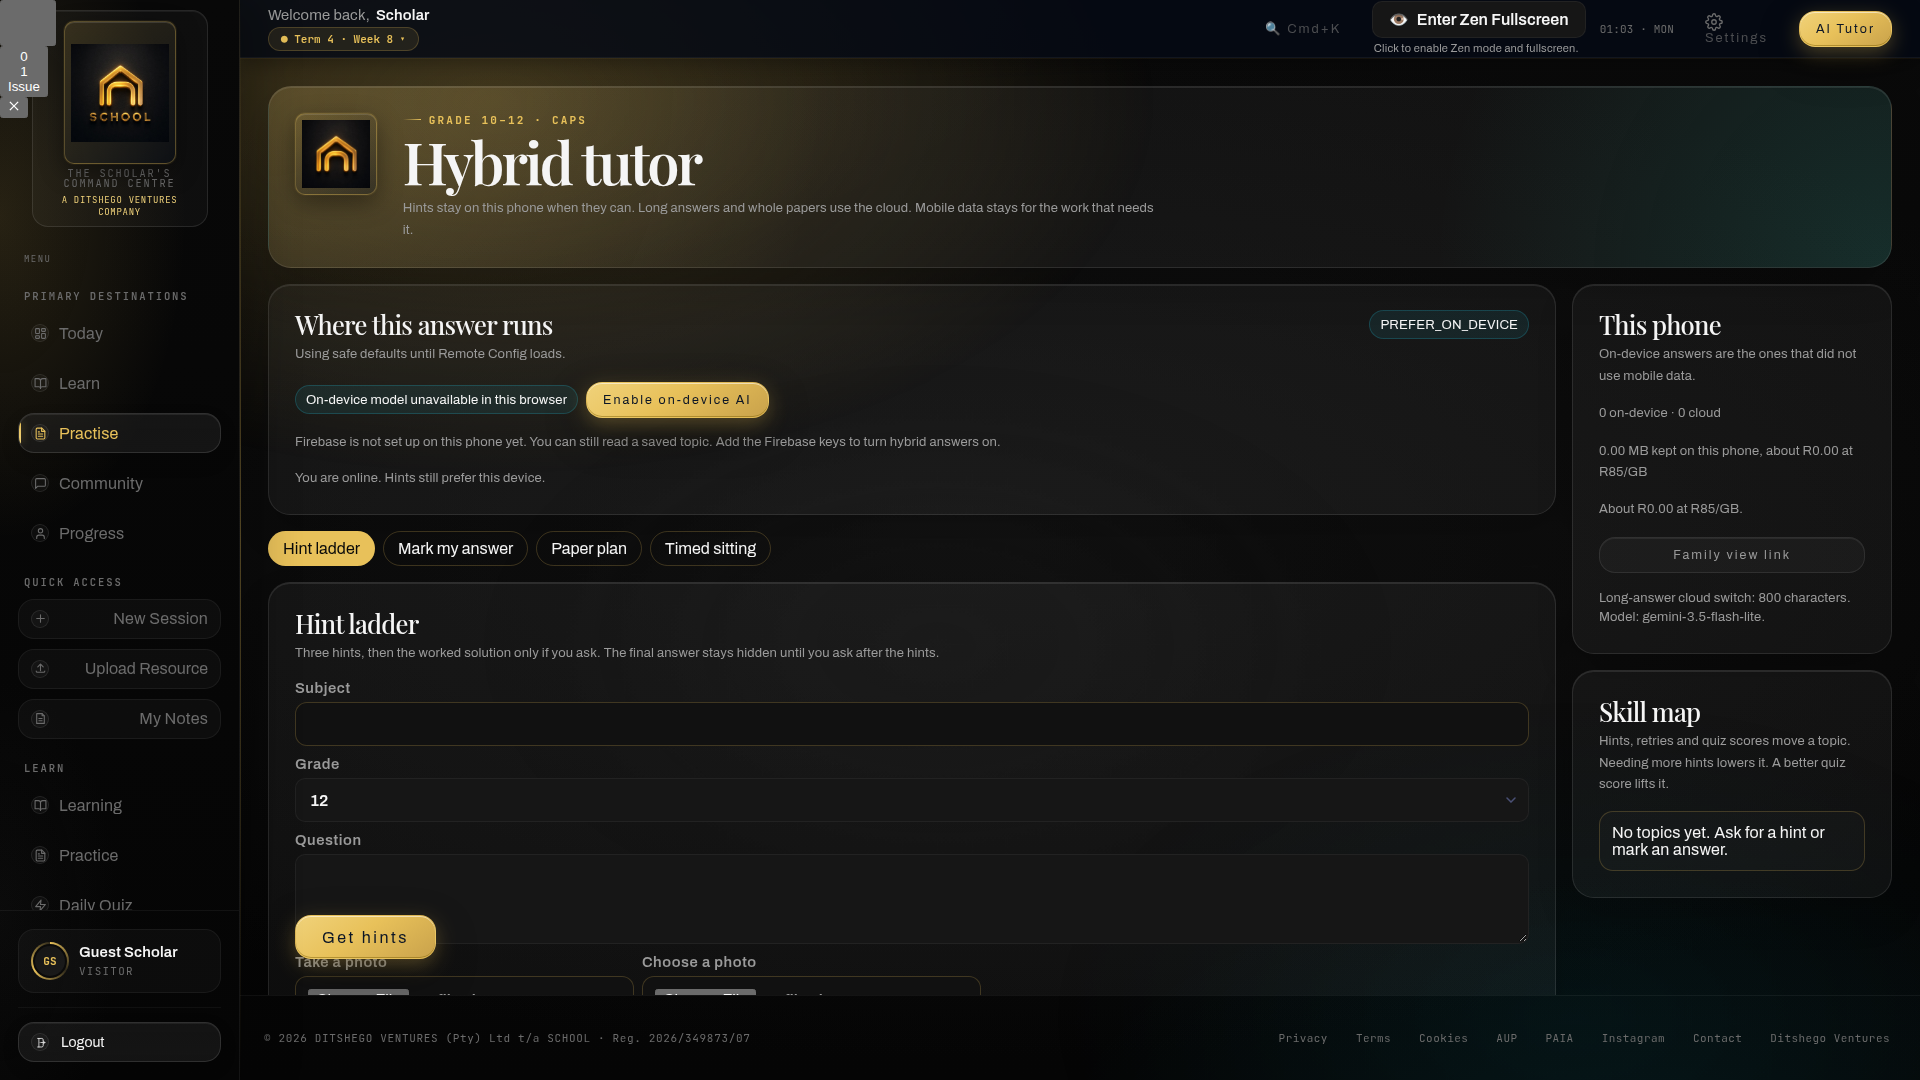 0
1
Issue
SCHOOL
THE SCHOLAR'S
COMMAND CENTRE
A DITSHEGO VENTURES
COMPANY
MENU
PRIMARY DESTINATIONS
Today
Learn
Practise
Community
Progress
QUICK ACCESS
New Session
Upload Resource
My Notes
LEARN
Learning
Practice
Daily Quiz
GS
Guest Scholar
VISITOR
Logout
Welcome back, Scholar
Term 4 · Week 8
Cmd+K
Enter Zen Fullscreen
Click to enable Zen mode and fullscreen.
01:03 · MON
Settings
AI Tutor
GRADE 10–12 · CAPS
Hybrid tutor
Hints stay on this phone when they can. Long answers and whole papers use the cloud. Mobile data stays for the work that needs
it.
Where this answer runs
PREFER_ON_DEVICE
Using safe defaults until Remote Config loads.
On-device model unavailable in this browser
Enable on-device AI
Firebase is not set up on this phone yet. You can still read a saved topic. Add the Firebase keys to turn hybrid answers on.
You are online. Hints still prefer this device.
Hint ladder
Mark my answer
Paper plan
Timed sitting
Hint ladder
Three hints, then the worked solution only if you ask. The final answer stays hidden until you ask after the hints.
Subject
Grade
12
Question
Get hints
Take a photo
Choose a photo
This phone
On-device answers are the ones that did not
use mobile data.
0 on-device · 0 cloud
0.00 MB kept on this phone, about R0.00 at
R85/GB
About R0.00 at R85/GB.
Family view link
Long-answer cloud switch: 800 characters.
Model: gemini-3.5-flash-lite.
Skill map
Hints, retries and quiz scores move a topic.
Needing more hints lowers it. A better quiz
score lifts it.
No topics yet. Ask for a hint or
mark an answer.
© 2026 DITSHEGO VENTURES (Pty) Ltd t/a SCHOOL · Reg. 2026/349873/07
Privacy
Terms
Cookies
AUP
PAIA
Instagram
Contact
Ditshego Ventures